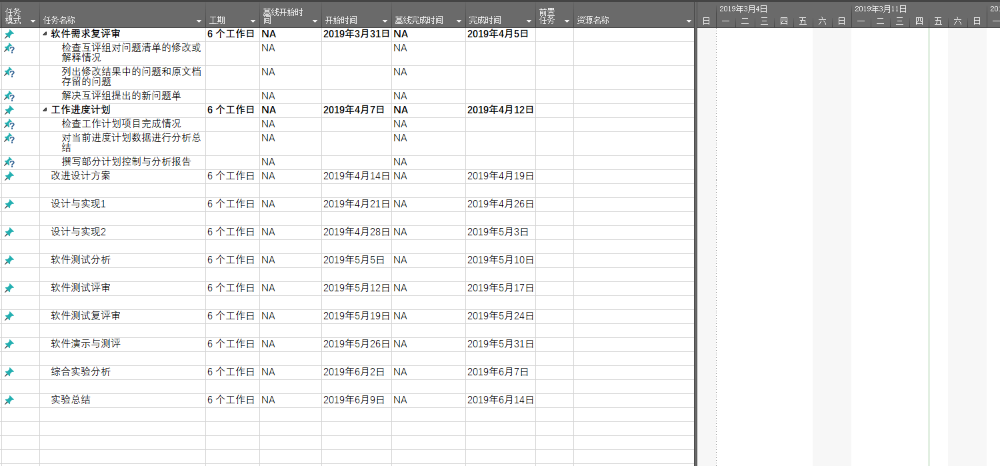 任务模式 任务名称 工期 基线开始时间 开始时间 基线完成时间 完成时间 前置任务 资源名称
2019年3月4日 2019年3月11日 201
日 一 二 三 四 五 六 日 一 二 三 四 五 六 日 一
软件需求复评审 6 个工作日 NA 2019年3月31日 NA 2019年4月5日
? 检查互评组对问题清单的修改或 NA NA
解释情况
? 列出修改结果中的问题和原文档 NA NA
存留的问题
? 解决互评组提出的新问题单 NA NA
工作进度计划 6 个工作日 NA 2019年4月7日 NA 2019年4月12日
? 检查工作计划项目完成情况 NA NA
? 对当前进度计划数据进行分析总 NA NA
结
? 撰写部分计划控制与分析报告 NA NA
改进设计方案 6 个工作日 NA 2019年4月14日 NA 2019年4月19日
设计与实现1 6 个工作日 NA 2019年4月21日 NA 2019年4月26日
设计与实现2 6 个工作日 NA 2019年4月28日 NA 2019年5月3日
软件测试分析 6 个工作日 NA 2019年5月5日 NA 2019年5月10日
软件测试评审 6 个工作日 NA 2019年5月12日 NA 2019年5月17日
软件测试复评审 6 个工作日 NA 2019年5月19日 NA 2019年5月24日
软件演示与测评 6 个工作日 NA 2019年5月26日 NA 2019年5月31日
综合实验分析 6 个工作日 NA 2019年6月2日 NA 2019年6月7日
实验总结 6 个工作日 NA 2019年6月9日 NA 2019年6月14日